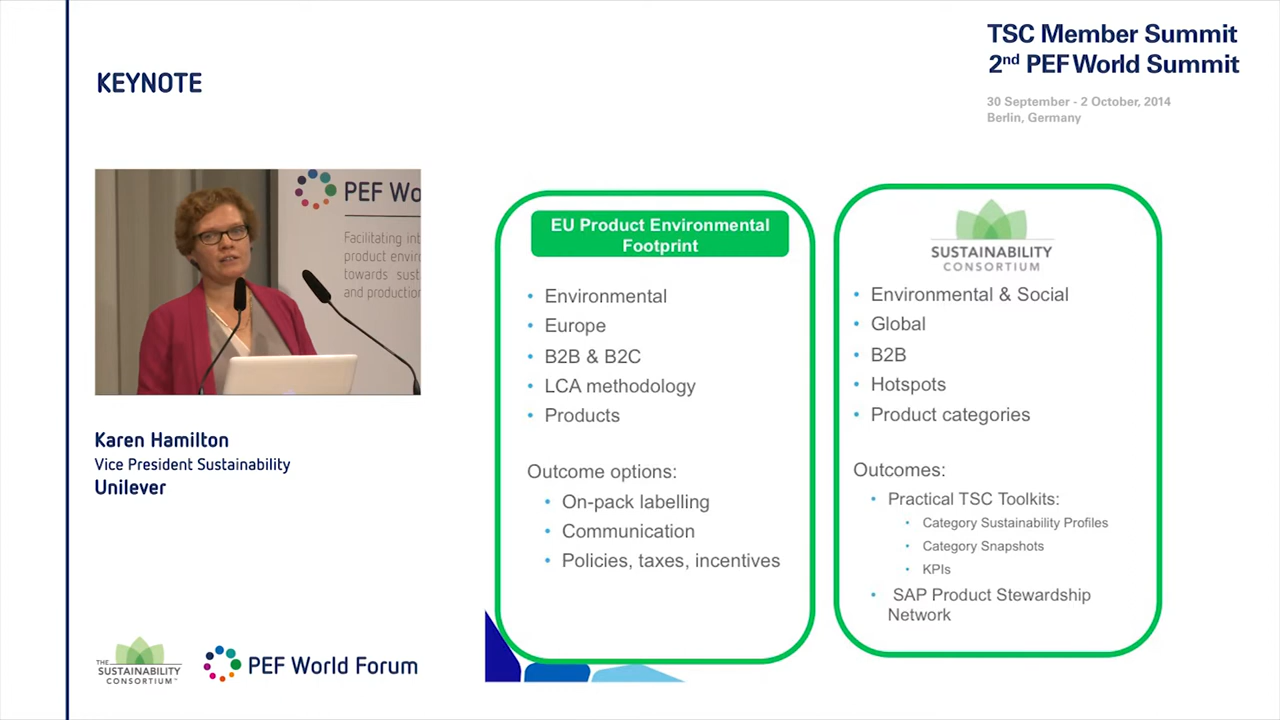 TSC Member Summit
2nd PEF World Summit
30 September - 2 October, 2014
Berlin, Germany
KEYNOTE
PEF Wo
Facilitating int
product enviro
towards sust
and production
Karen Hamilton
Vice President Sustainability
Unilever
EU Product Environmental
Footprint
• Environmental
• Europe
• B2B & B2C
• LCA methodology
• Products
Outcome options:
• On-pack labelling
• Communication
• Policies, taxes, incentives
SUSTAINABILITY
CONSORTIUM
• Environmental & Social
• Global
• B2B
• Hotspots
• Product categories
Outcomes:
• Practical TSC Toolkits:
• Category Sustainability Profiles
• Category Snapshots
• KPIs
• SAP Product Stewardship
Network
THE
SUSTAINABILITY
CONSORTIUM™
PEF World Forum